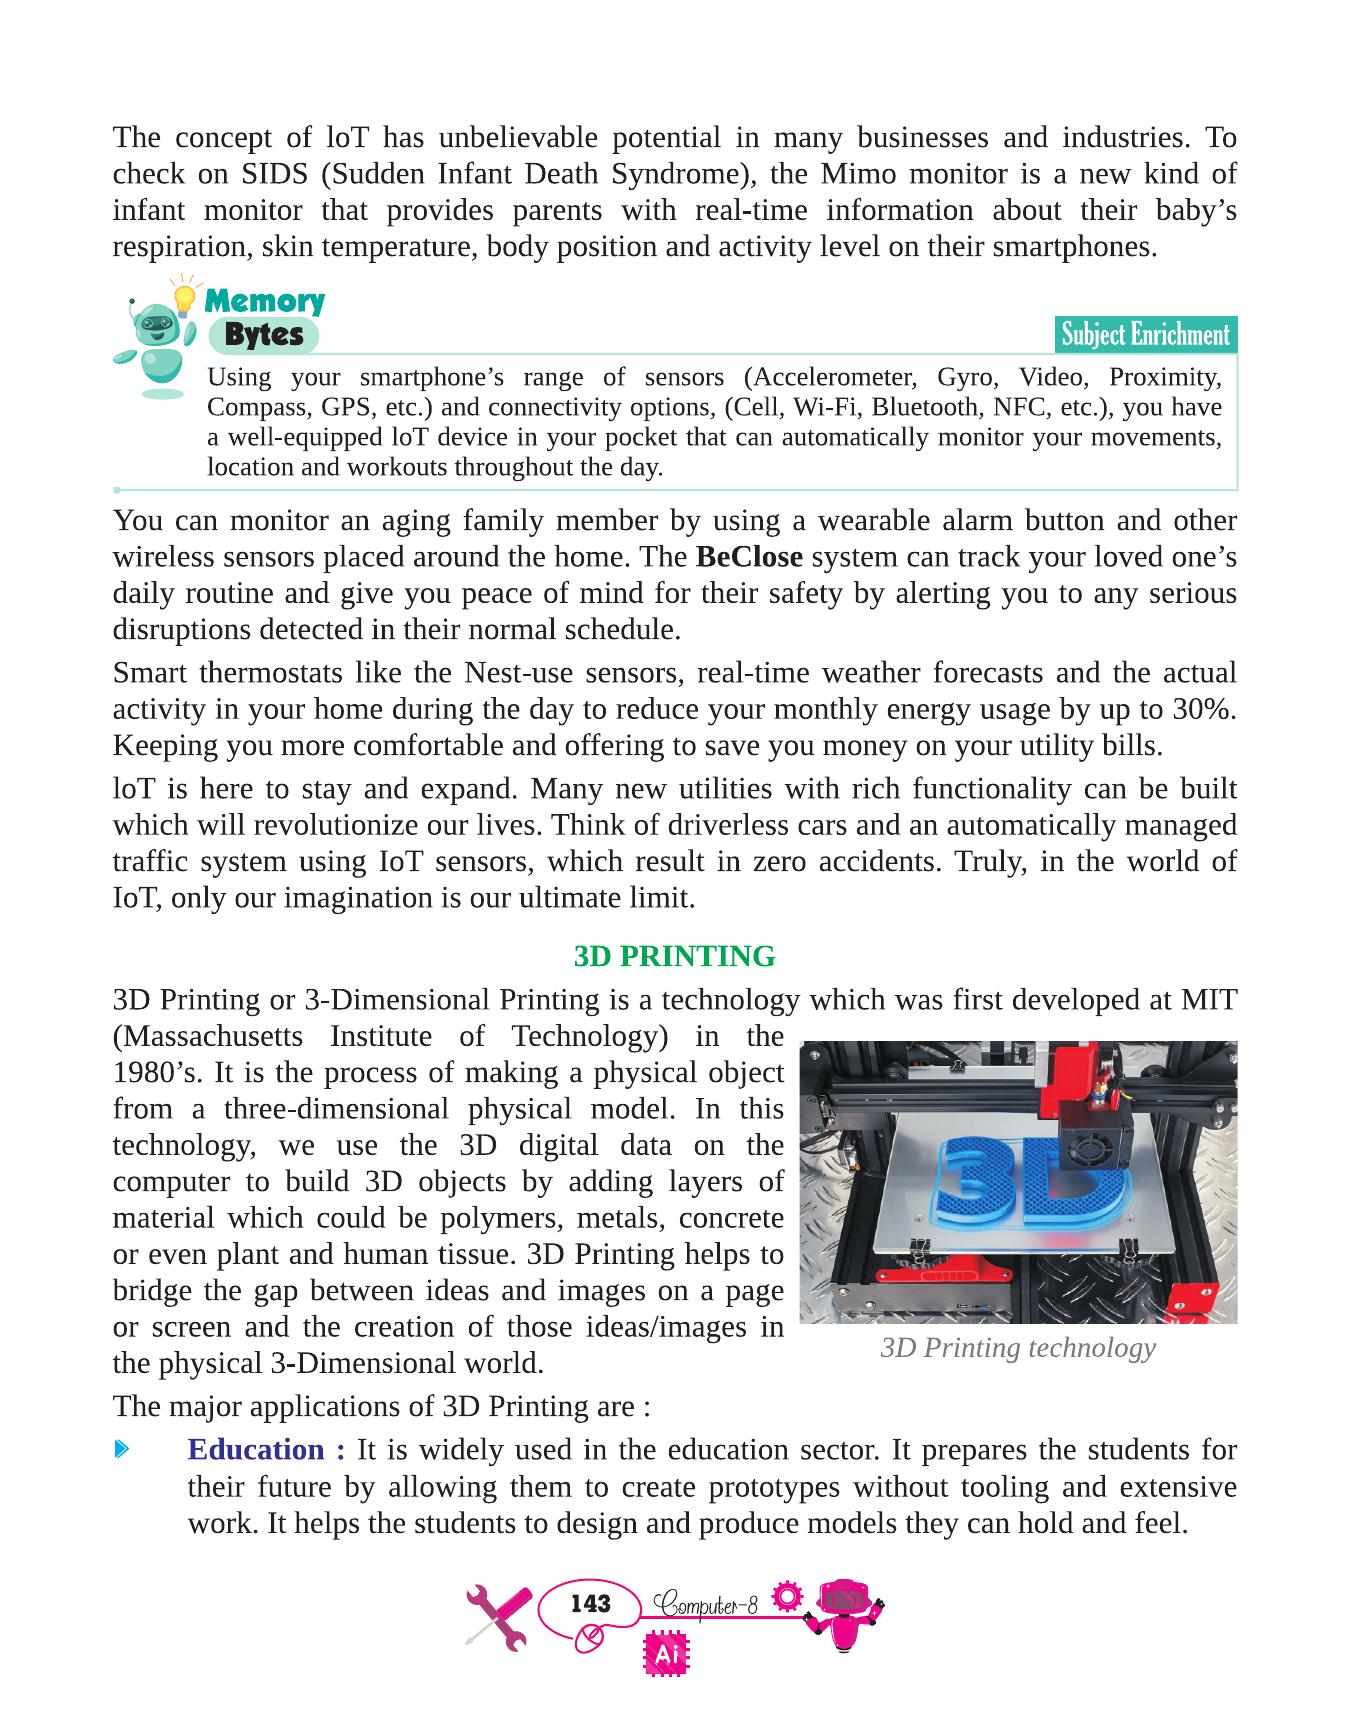 The concept of loT has unbelievable potential in many businesses and industries. To
check on SIDS (Sudden Infant Death Syndrome), the Mimo monitor is a new kind of
infant monitor that provides parents with real-time information about their baby’s
respiration, skin temperature, body position and activity level on their smartphones.
Memory
Bytes
Subject Enrichment
Using your smartphone’s range of sensors (Accelerometer, Gyro, Video, Proximity,
Compass, GPS, etc.) and connectivity options, (Cell, Wi-Fi, Bluetooth, NFC, etc.), you have
a well-equipped loT device in your pocket that can automatically monitor your movements,
location and workouts throughout the day.
You can monitor an aging family member by using a wearable alarm button and other
wireless sensors placed around the home. The BeClose system can track your loved one’s
daily routine and give you peace of mind for their safety by alerting you to any serious
disruptions detected in their normal schedule.
Smart thermostats like the Nest-use sensors, real-time weather forecasts and the actual
activity in your home during the day to reduce your monthly energy usage by up to 30%.
Keeping you more comfortable and offering to save you money on your utility bills.
loT is here to stay and expand. Many new utilities with rich functionality can be built
which will revolutionize our lives. Think of driverless cars and an automatically managed
traffic system using IoT sensors, which result in zero accidents. Truly, in the world of
IoT, only our imagination is our ultimate limit.
3D PRINTING
3D Printing or 3-Dimensional Printing is a technology which was first developed at MIT
(Massachusetts Institute of Technology) in the
1980’s. It is the process of making a physical object
from a three-dimensional physical model. In this
technology, we use the 3D digital data on the
computer to build 3D objects by adding layers of
material which could be polymers, metals, concrete
or even plant and human tissue. 3D Printing helps to
bridge the gap between ideas and images on a page
or screen and the creation of those ideas/images in
the physical 3-Dimensional world.
3D
3D Printing technology
The major applications of 3D Printing are :
Education : It is widely used in the education sector. It prepares the students for
their future by allowing them to create prototypes without tooling and extensive
work. It helps the students to design and produce models they can hold and feel.
143
Computer-8
Ai